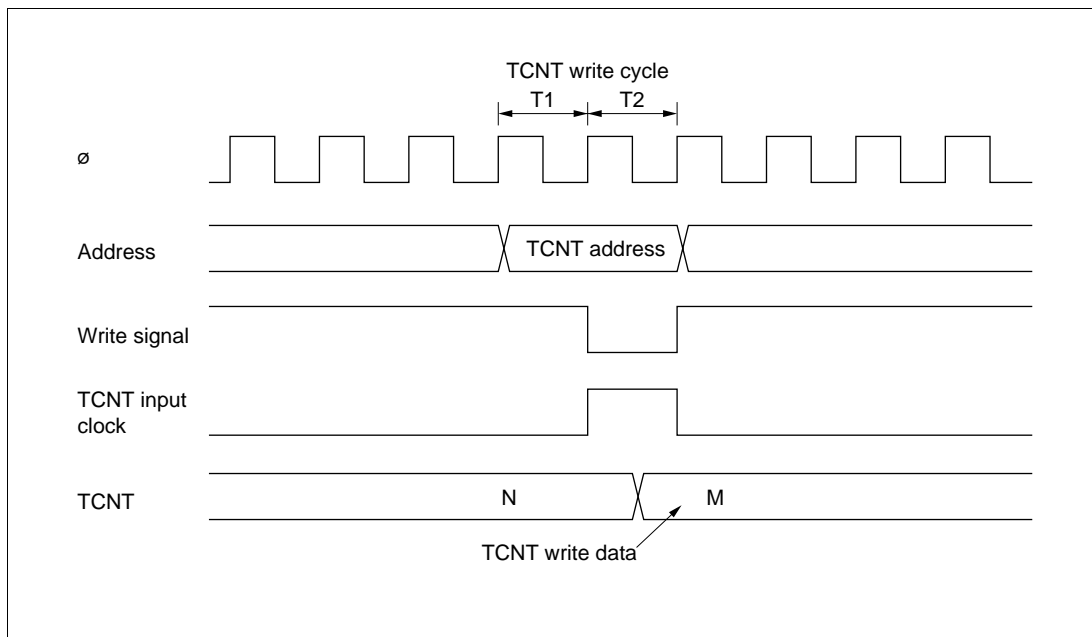 TCNT write cycle
T1 T2
ø
Address TCNT address
Write signal
TCNT input
clock
TCNT N M
TCNT write data